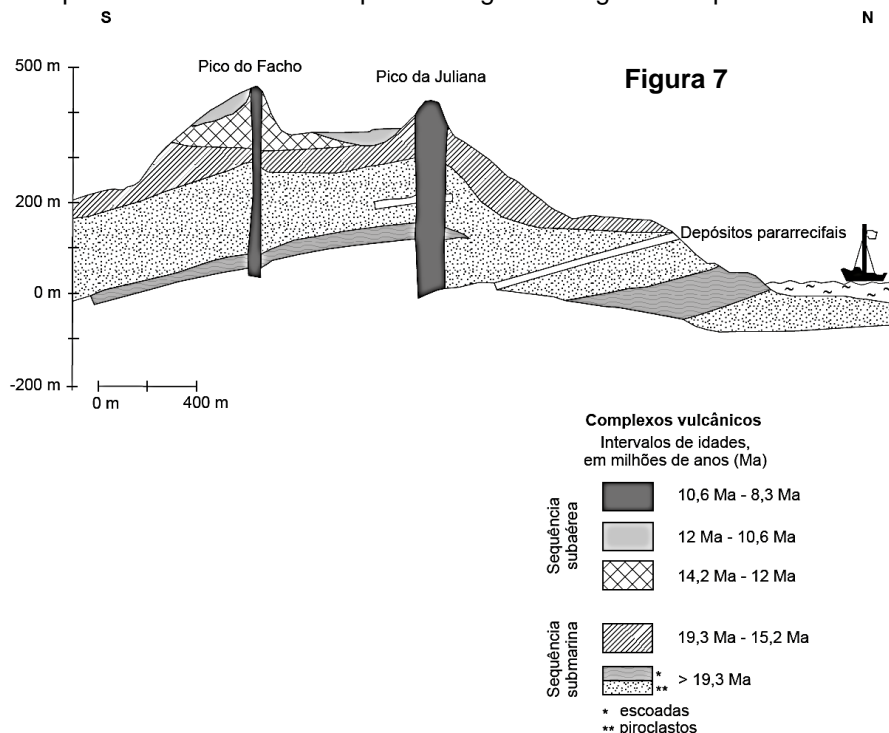 S N
Figura 7
500 m
Pico do Facho
Pico da Juliana
200 m
Depósitos pararrecifais
0 m
-200 m
0 m 400 m
Complexos vulcânicos
Intervalos de idades,
em milhões de anos (Ma)
Sequência
subaérea
10,6 Ma - 8,3 Ma
12 Ma - 10,6 Ma
14,2 Ma - 12 Ma
Sequência
submarina
19,3 Ma - 15,2 Ma
*
**
> 19,3 Ma
* escoadas
** piroclastos